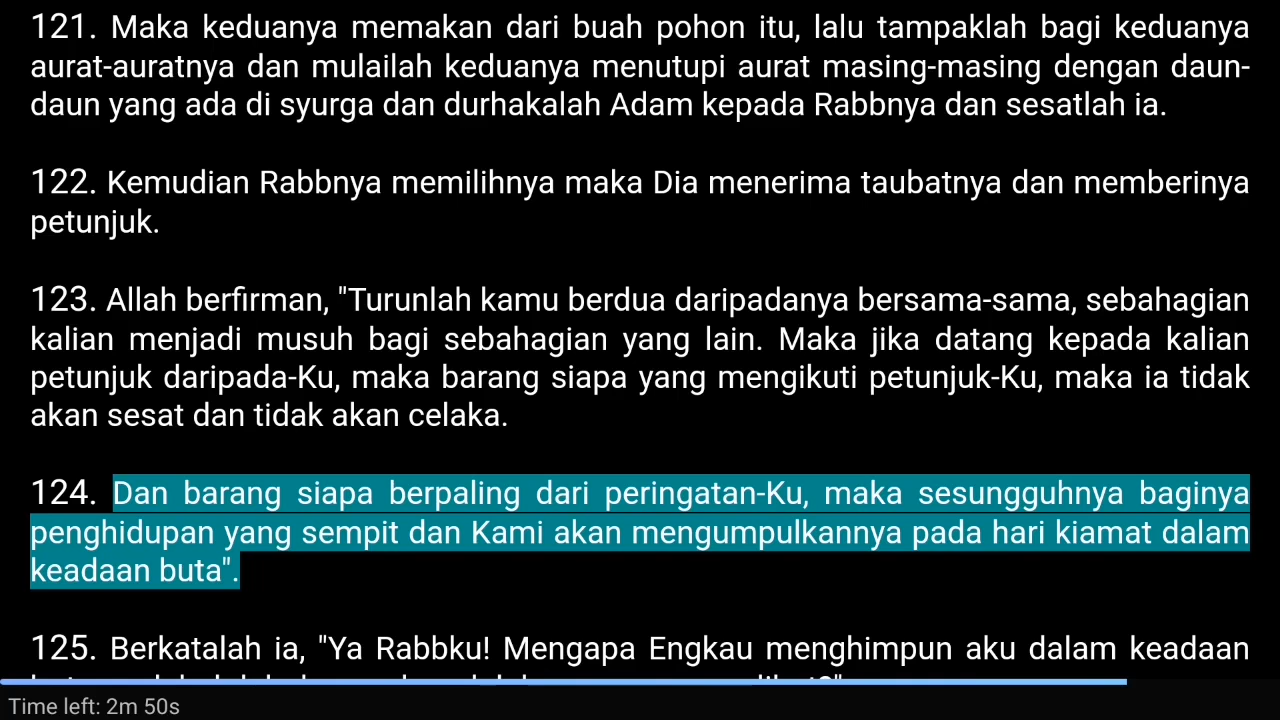 121. Maka keduanya memakan dari buah pohon itu, lalu tampaklah bagi keduanya
aurat-auratnya dan mulailah keduanya menutupi aurat masing-masing dengan daun-
daun yang ada di syurga dan durhakalah Adam kepada Rabbnya dan sesatlah ia.
122. Kemudian Rabbnya memilihnya maka Dia menerima taubatnya dan memberinya
petunjuk.
123. Allah berfirman, "Turunlah kamu berdua daripadanya bersama-sama, sebahagian
kalian menjadi musuh bagi sebahagian yang lain. Maka jika datang kepada kalian
petunjuk daripada-Ku, maka barang siapa yang mengikuti petunjuk-Ku, maka ia tidak
akan sesat dan tidak akan celaka.
124. Dan barang siapa berpaling dari peringatan-Ku, maka sesungguhnya baginya
penghidupan yang sempit dan Kami akan mengumpulkannya pada hari kiamat dalam
keadaan buta".
125. Berkatalah ia, "Ya Rabbku! Mengapa Engkau menghimpun aku dalam keadaan
Time left: 2m 50s